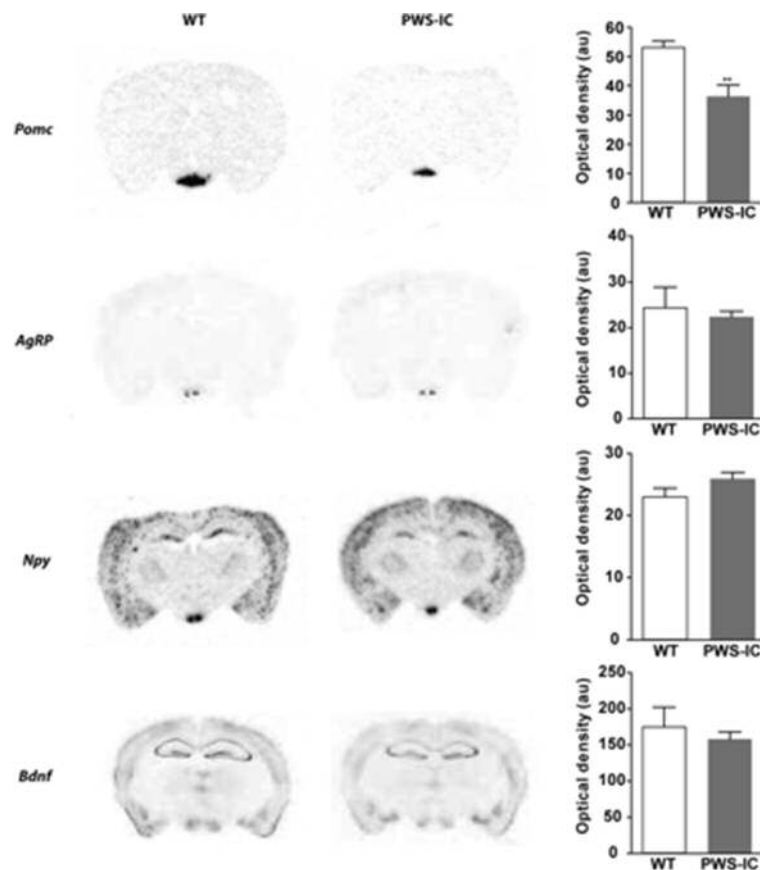 WT PWS-IC
Pomc
Optical density (au)
60
50
40
30
20
10
0
**
WT PWS-IC
AgRP
Optical density (au)
40
30
20
10
0
WT PWS-IC
Npy
Optical density (au)
30
20
10
0
WT PWS-IC
Bdnf
Optical density (au)
250
200
150
100
50
0
WT PWS-IC